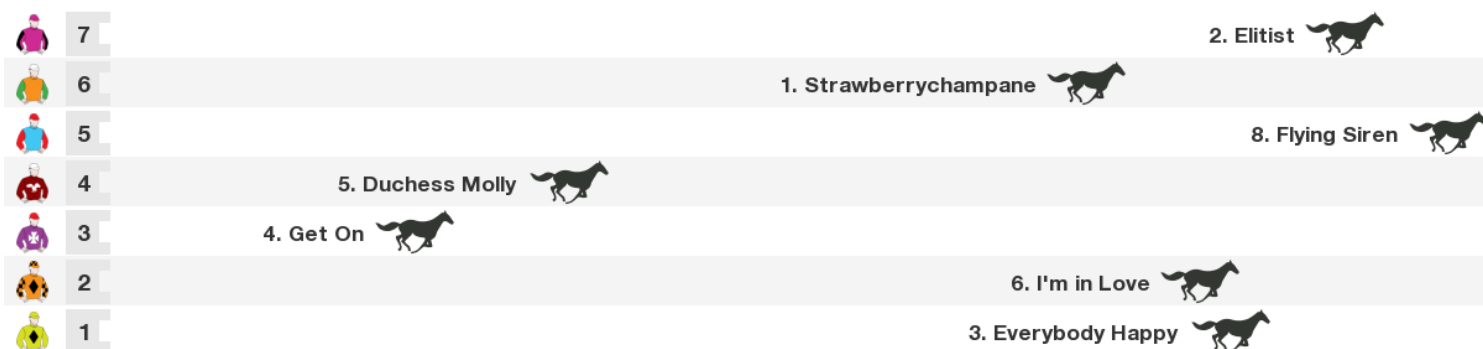 7 2. Elitist
6 1. Strawberrychampane
5 8. Flying Siren
4 5. Duchess Molly
3 4. Get On
2 6. I'm in Love
1 3. Everybody Happy